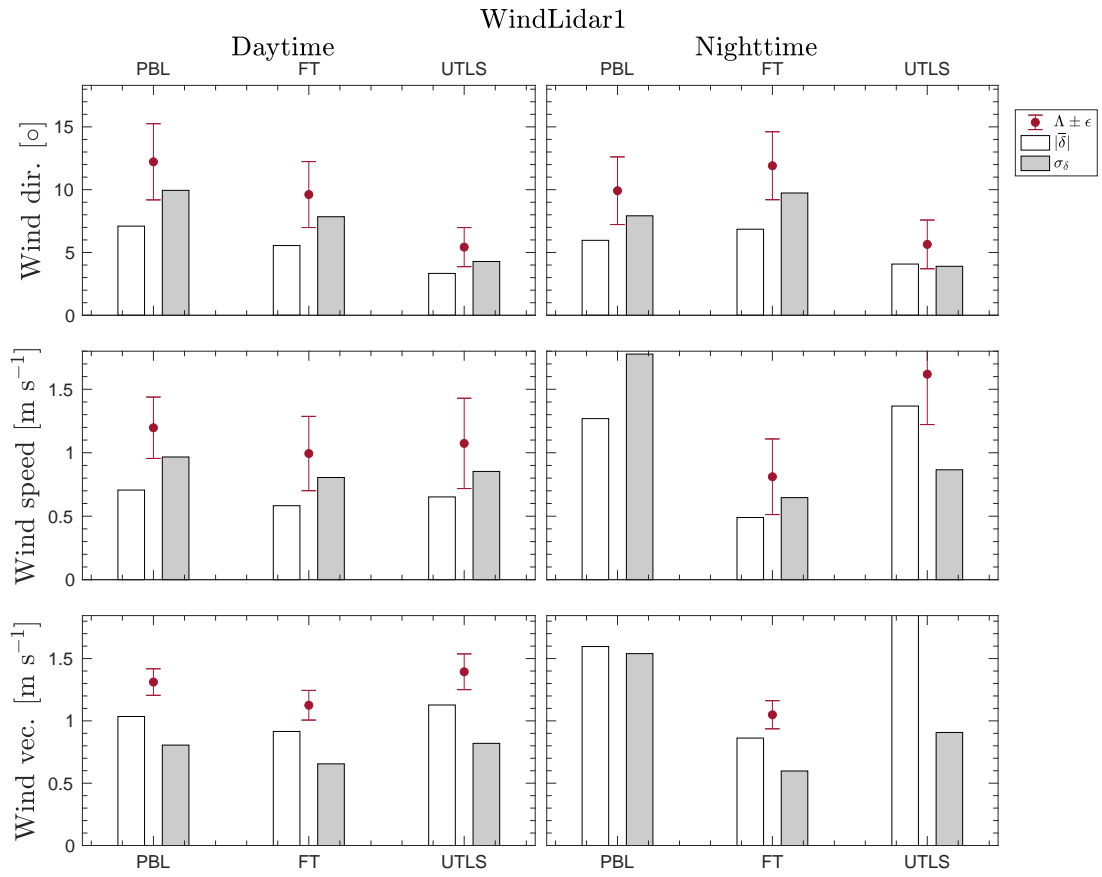 WindLidar1
Daytime Nighttime
PBL FT UTLS PBL FT UTLS
Wind dir. [○]
15
10
5
0
Λ ± ϵ
|δ̅|
σ_δ
Wind speed [m s⁻¹]
1.5
1
0.5
0
Wind vec. [m s⁻¹]
1.5
1
0.5
0
PBL FT UTLS PBL FT UTLS